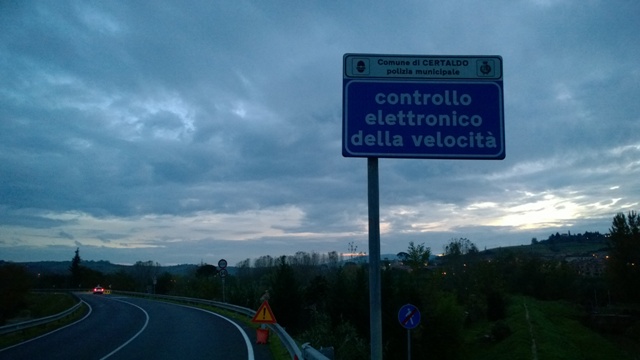 Comune di CERTALDO
polizia municipale
controllo
elettronico
della velocità